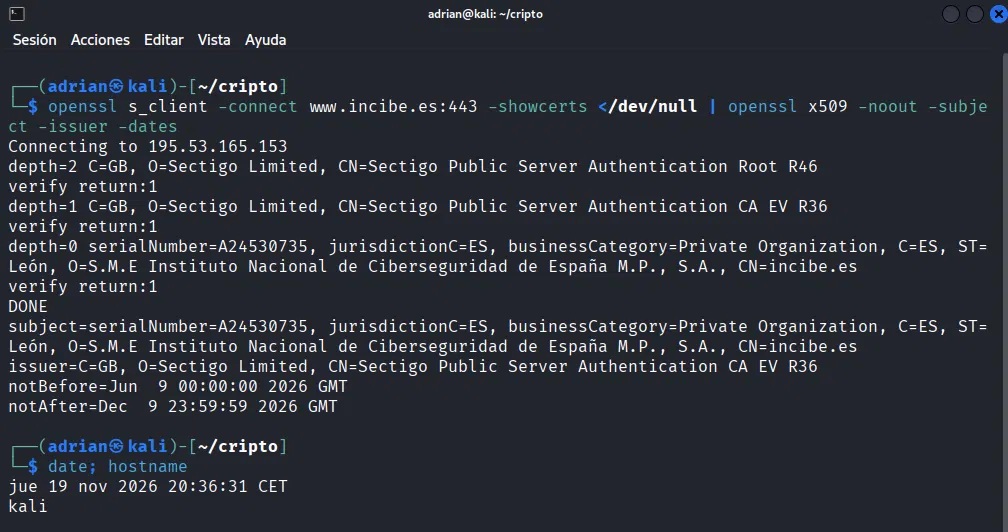 adrian@kali: ~/cripto
Sesión Acciones Editar Vista Ayuda
┌──(adrian㉿kali)-[~/cripto]
└─$ openssl s_client -connect www.incibe.es:443 -showcerts </dev/null | openssl x509 -noout -subje
ct -issuer -dates
Connecting to 195.53.165.153
depth=2 C=GB, O=Sectigo Limited, CN=Sectigo Public Server Authentication Root R46
verify return:1
depth=1 C=GB, O=Sectigo Limited, CN=Sectigo Public Server Authentication CA EV R36
verify return:1
depth=0 serialNumber=A24530735, jurisdictionC=ES, businessCategory=Private Organization, C=ES, ST=
León, O=S.M.E Instituto Nacional de Ciberseguridad de España M.P., S.A., CN=incibe.es
verify return:1
DONE
subject=serialNumber=A24530735, jurisdictionC=ES, businessCategory=Private Organization, C=ES, ST=
León, O=S.M.E Instituto Nacional de Ciberseguridad de España M.P., S.A., CN=incibe.es
issuer=C=GB, O=Sectigo Limited, CN=Sectigo Public Server Authentication CA EV R36
notBefore=Jun  9 00:00:00 2026 GMT
notAfter=Dec  9 23:59:59 2026 GMT
┌──(adrian㉿kali)-[~/cripto]
└─$ date; hostname
jue 19 nov 2026 20:36:31 CET
kali